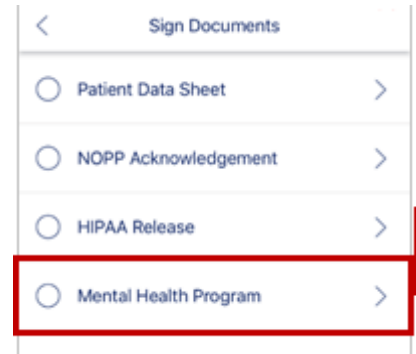 Sign Documents
Patient Data Sheet
NOPP Acknowledgement
HIPAA Release
Mental Health Program